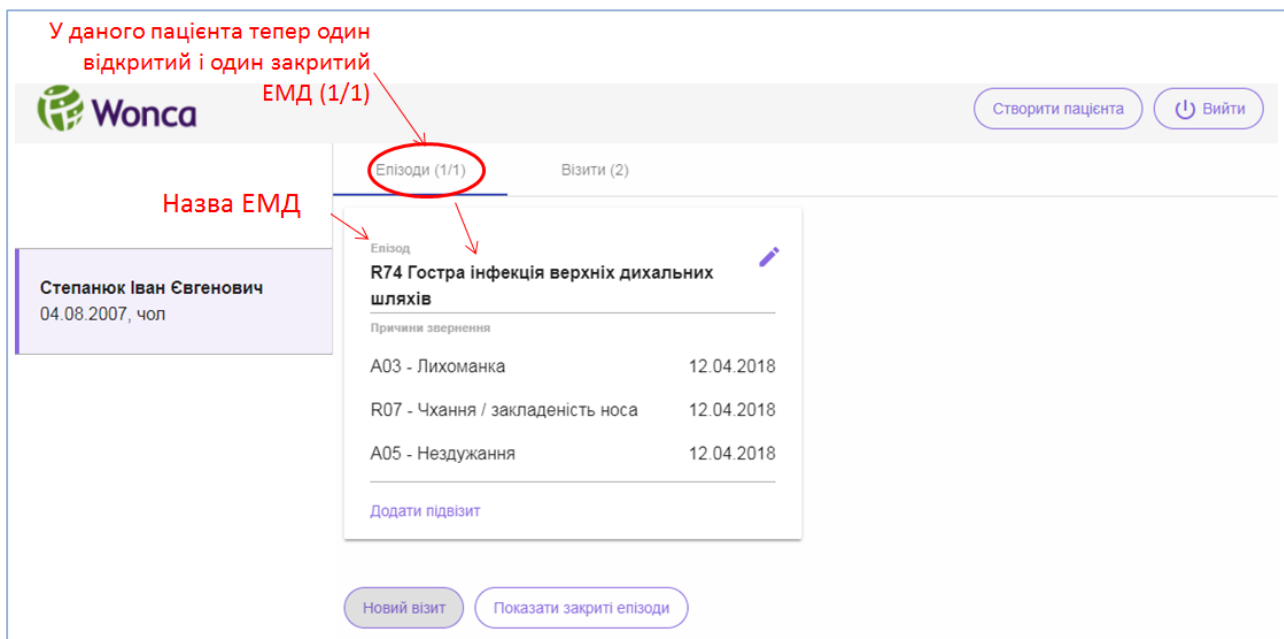 У даного пацієнта тепер один
відкритий і один закритий
ЕМД (1/1)
Wonca
Створити пацієнта
Вийти
Епізоди (1/1)
Візити (2)
Назва ЕМД
Степанюк Іван Євгенович
04.08.2007, чол
Епізод
R74 Гостра інфекція верхніх дихальних
шляхів
Причини звернення
A03 - Лихоманка 12.04.2018
R07 - Чхання / закладеність носа 12.04.2018
A05 - Нездужання 12.04.2018
Додати підвізит
Новий візит
Показати закриті епізоди